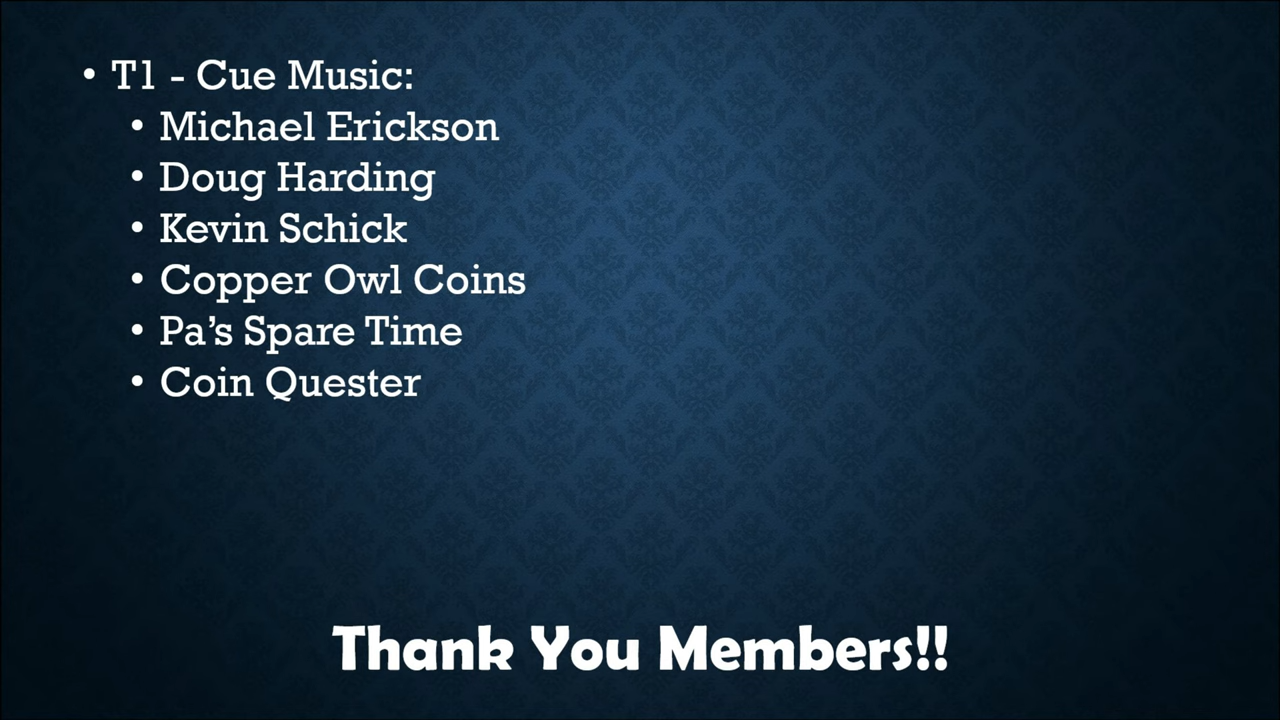 • T1 - Cue Music:
• Michael Erickson
• Doug Harding
• Kevin Schick
• Copper Owl Coins
• Pa’s Spare Time
• Coin Quester
Thank You Members!!